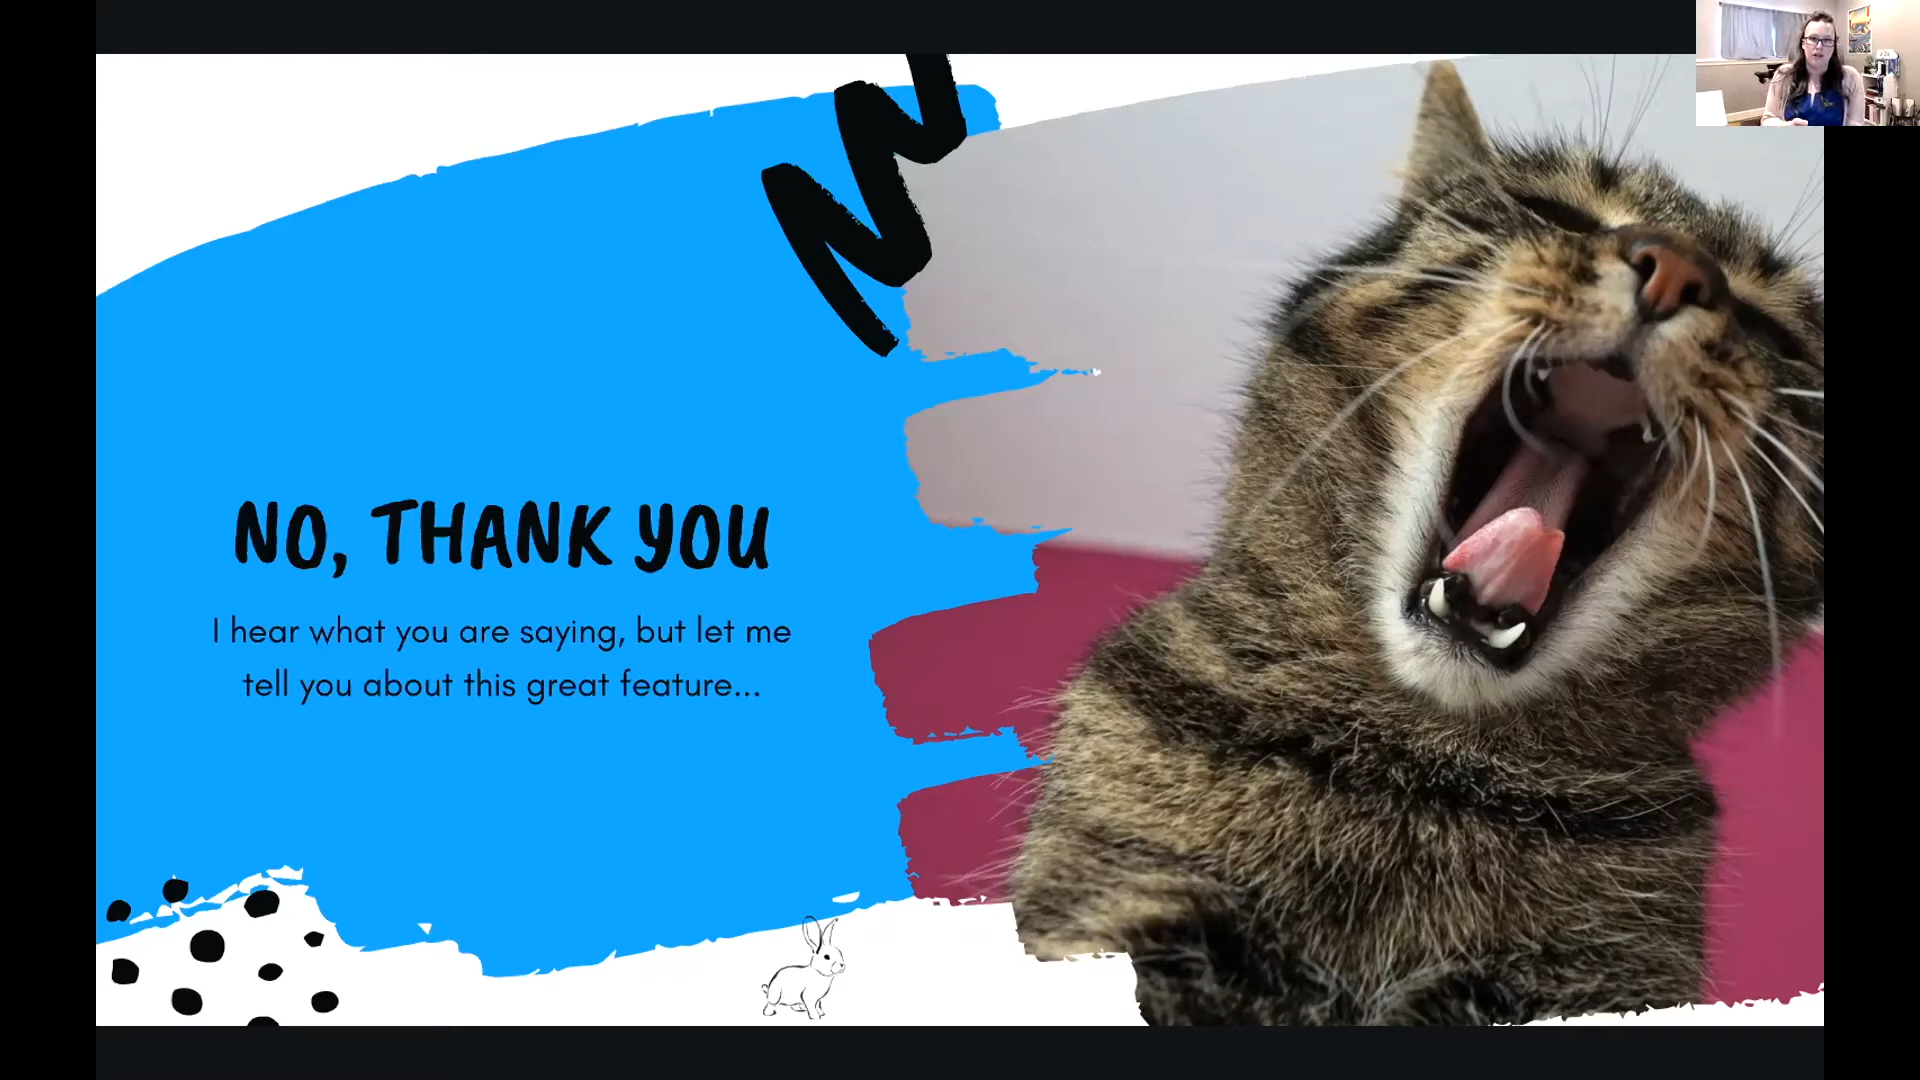 NO, THANK YOU
I hear what you are saying, but let me
tell you about this great feature...